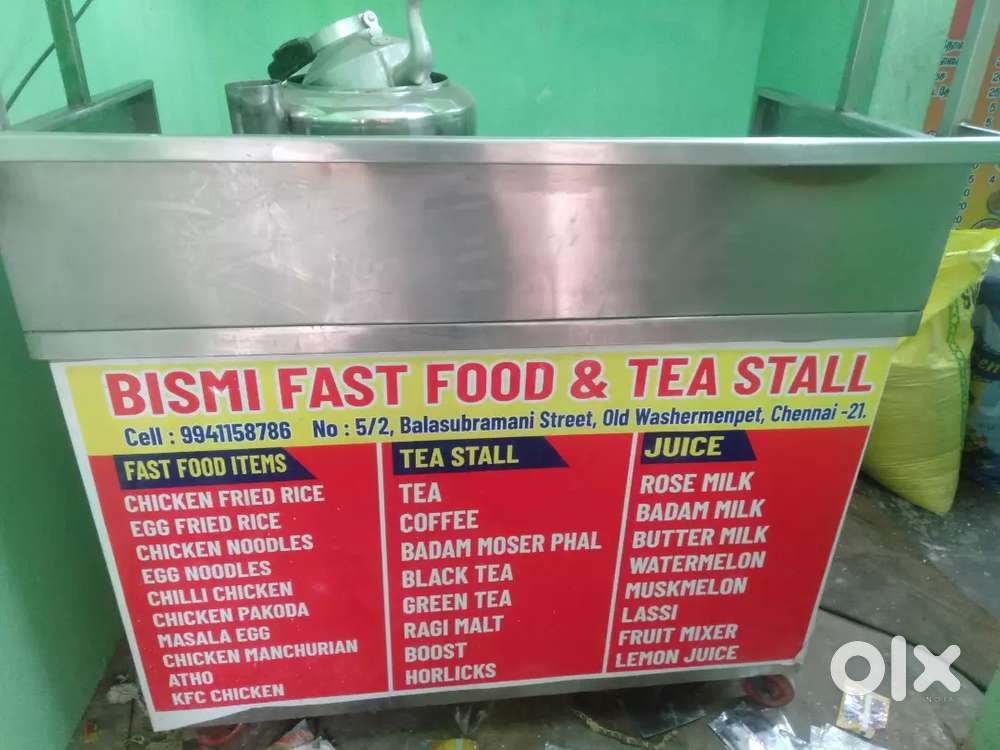 BISMI FAST FOOD & TEA STALL
Cell : 9941158786 No : 5/2, Balasubramani Street, Old Washermenpet, Chennai -21.
FAST FOOD ITEMS
CHICKEN FRIED RICE
EGG FRIED RICE
CHICKEN NOODLES
EGG NOODLES
CHILLI CHICKEN
CHICKEN PAKODA
MASALA EGG
CHICKEN MANCHURIAN
ATHO
KFC CHICKEN
TEA STALL
TEA
COFFEE
BADAM MOSER PHAL
BLACK TEA
GREEN TEA
RAGI MALT
BOOST
HORLICKS
JUICE
ROSE MILK
BADAM MILK
BUTTER MILK
WATERMELON
MUSKMELON
LASSI
FRUIT MIXER
LEMON JUICE
olx
INDIA